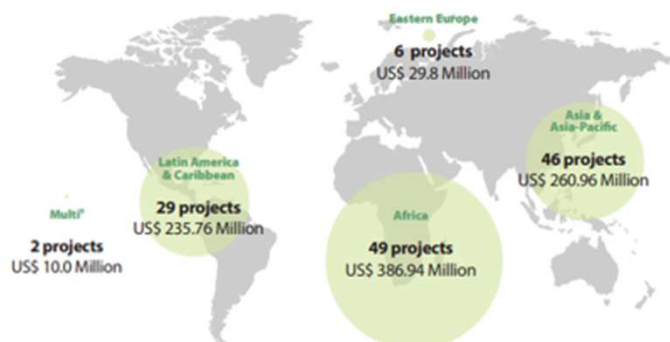 Eastern Europe
6 projects
US$ 29.8 Million
Asia &
Asia-Pacific
46 projects
US$ 260.96 Million
Latin America
& Caribbean
29 projects
US$ 235.76 Million
Multi⁹
2 projects
US$ 10.0 Million
Africa
49 projects
US$ 386.94 Million